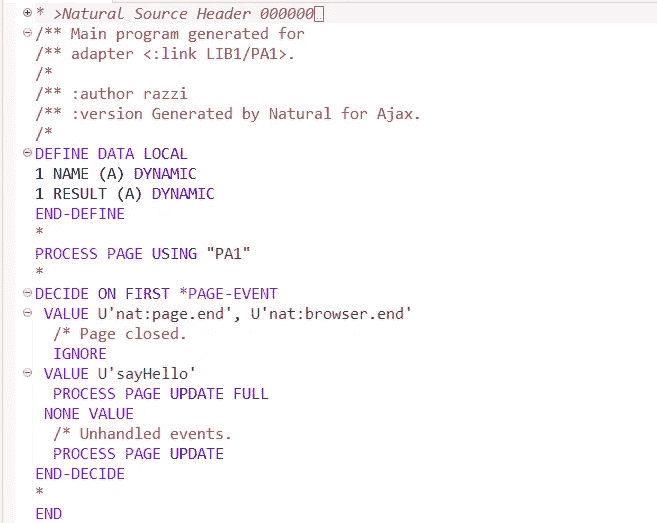 * >Natural Source Header 000000
/** Main program generated for
/** adapter <:link LIB1/PA1>.
/*
/** :author razzi
/** :version Generated by Natural for Ajax.
/*
DEFINE DATA LOCAL
1 NAME (A) DYNAMIC
1 RESULT (A) DYNAMIC
END-DEFINE
*
PROCESS PAGE USING "PA1"
*
DECIDE ON FIRST *PAGE-EVENT
VALUE U'nat:page.end', U'nat:browser.end'
/* Page closed.
IGNORE
VALUE U'sayHello'
PROCESS PAGE UPDATE FULL
NONE VALUE
/* Unhandled events.
PROCESS PAGE UPDATE
END-DECIDE
*
END